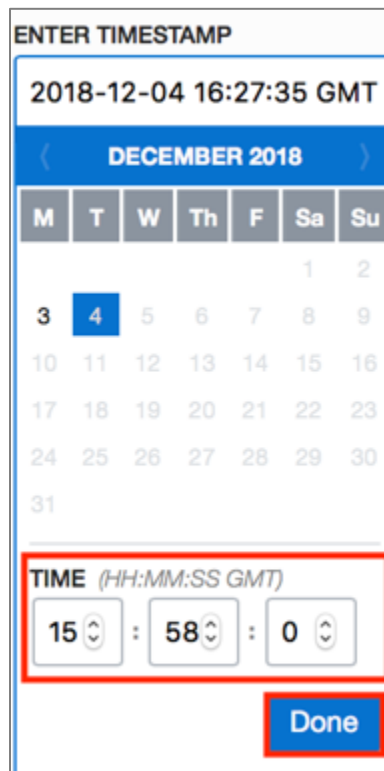 ENTER TIMESTAMP
2018-12-04 16:27:35 GMT
DECEMBER 2018
M T W Th F Sa Su
1 2
3 4 5 6 7 8 9
10 11 12 13 14 15 16
17 18 19 20 21 22 23
24 25 26 27 28 29 30
31
TIME (HH:MM:SS GMT)
15 : 58 : 0
Done